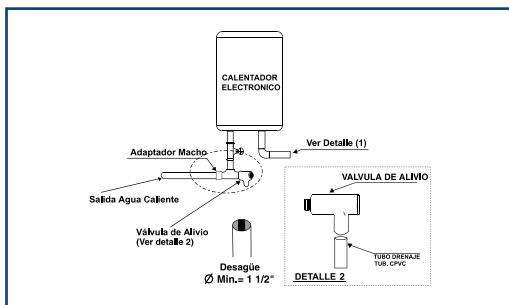 CALENTADOR
ELECTRONICO
Ver Detalle (1)
Adaptador Macho
Salida Agua Caliente
Válvula de Alivio
(Ver detalle 2)
Desagüe
Ø Min.= 1 1/2"
VALVULA DE ALIVIO
TUBO DRENAJE
TUB. CPVC
DETALLE 2